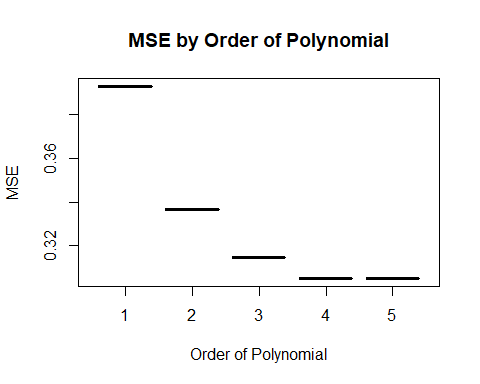 MSE by Order of Polynomial
MSE
0.36
0.32
1 2 3 4 5
Order of Polynomial